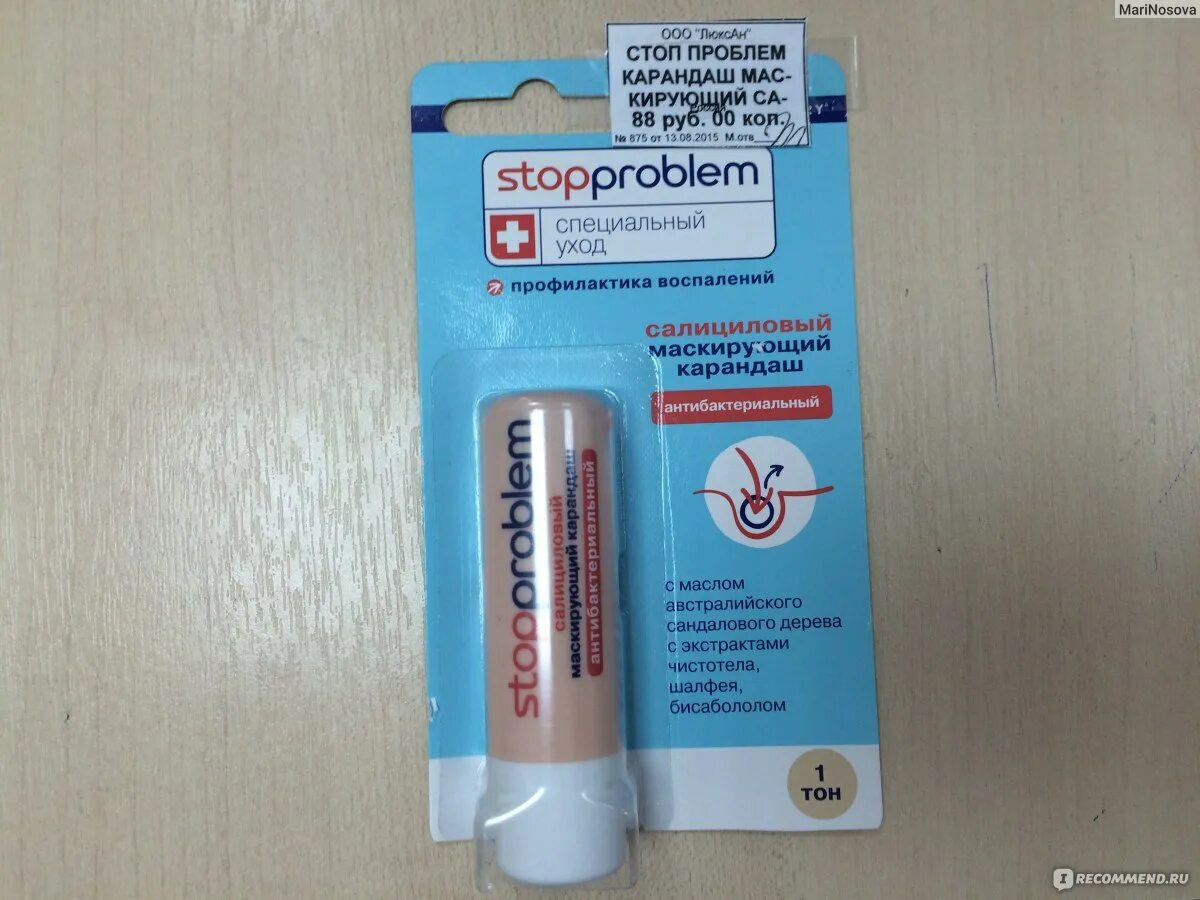 MariNosova
ООО "ЛюксАн"
СТОП ПРОБЛЕМ
КАРАНДАШ МАС-
КИРУЮЩИЙ СА-
88 руб. 00 коп.
№ 875 от 13.08.2015 М.отв
stopproblem
специальный
уход
профилактика воспалений
салициловый
маскирующий
карандаш
антибактериальный
с маслом
австралийского
сандалового дерева
с экстрактами
чистотела,
шалфея,
бисабололом
1
ТОН
stopproblem
салициловый
маскирующий карандаш
антибактериальный
IRECOMMEND.RU